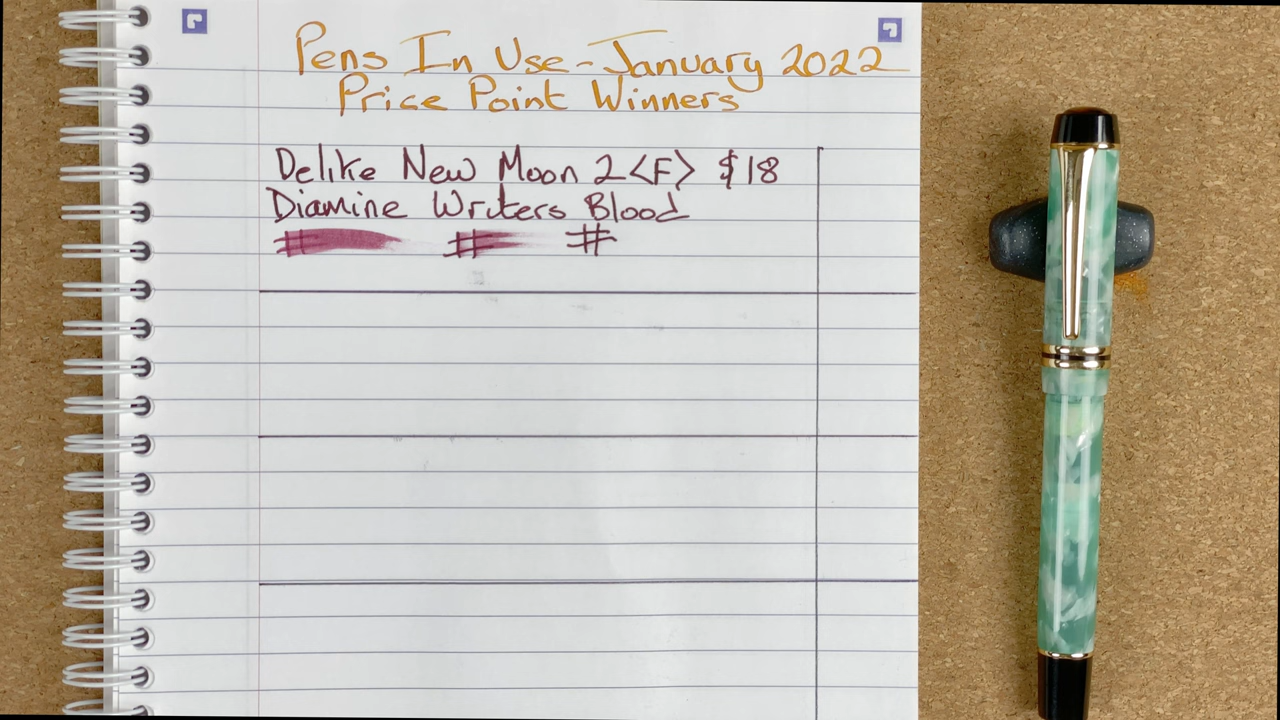 Pens In Use - January 2022
Price Point Winners
Delike New Moon 2 <F> $18
Diamine Writers Blood
# # #